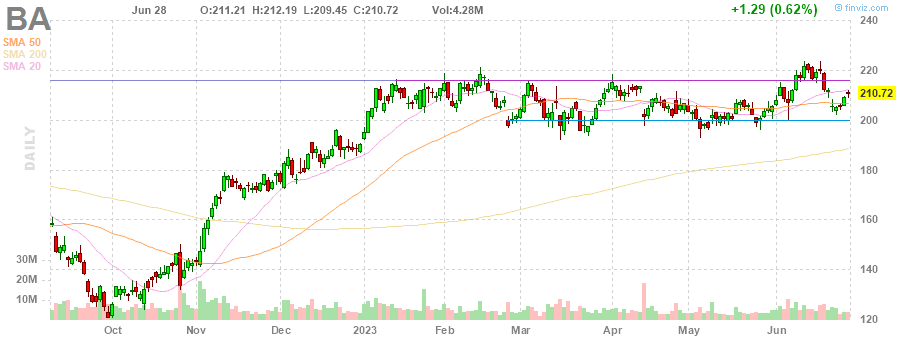 BA Jun 28 O:211.21 H:212.19 L:209.45 C:210.72 Vol:4.28M +1.29 (0.62%) finviz.com
SMA 50
SMA 200
SMA 20
DAILY
240
220
210.72
200
180
160
140
120
30M
20M
10M
Oct Nov Dec 2023 Feb Mar Apr May Jun